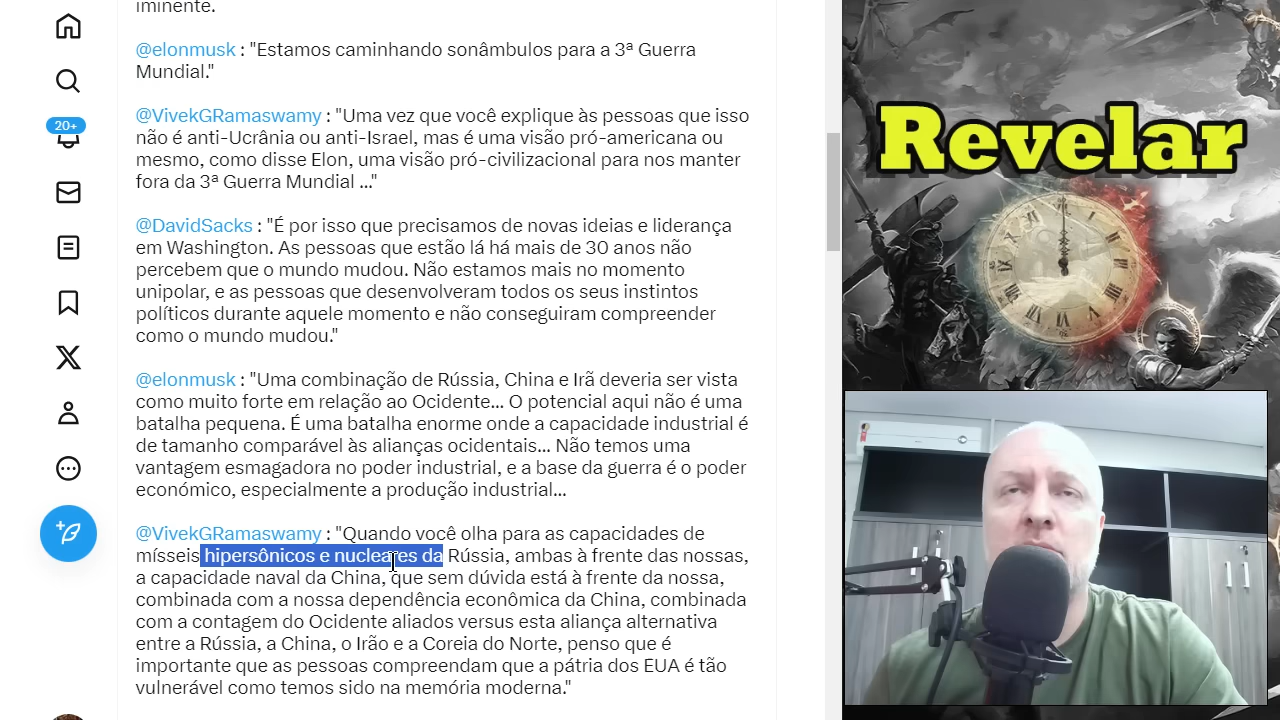 iminente.
@elonmusk : "Estamos caminhando sonâmbulos para a 3ª Guerra
Mundial."
@VivekGRamaswamy : "Uma vez que você explique às pessoas que isso
não é anti-Ucrânia ou anti-Israel, mas é uma visão pró-americana ou
mesmo, como disse Elon, uma visão pró-civilizacional para nos manter
fora da 3ª Guerra Mundial ..."
@DavidSacks : "É por isso que precisamos de novas ideias e liderança
em Washington. As pessoas que estão lá há mais de 30 anos não
percebem que o mundo mudou. Não estamos mais no momento
unipolar, e as pessoas que desenvolveram todos os seus instintos
políticos durante aquele momento e não conseguiram compreender
como o mundo mudou."
@elonmusk : "Uma combinação de Rússia, China e Irã deveria ser vista
como muito forte em relação ao Ocidente... O potencial aqui não é uma
batalha pequena. É uma batalha enorme onde a capacidade industrial é
de tamanho comparável às alianças ocidentais... Não temos uma
vantagem esmagadora no poder industrial, e a base da guerra é o poder
económico, especialmente a produção industrial...
@VivekGRamaswamy : "Quando você olha para as capacidades de
mísseis hipersônicos e nucleares da Rússia, ambas à frente das nossas,
a capacidade naval da China, que sem dúvida está à frente da nossa,
combinada com a nossa dependência econômica da China, combinada
com a contagem do Ocidente aliados versus esta aliança alternativa
entre a Rússia, a China, o Irão e a Coreia do Norte, penso que é
importante que as pessoas compreendam que a pátria dos EUA é tão
vulnerável como temos sido na memória moderna."
20+
Revelar
XII
I
II
III
IX
X
XI